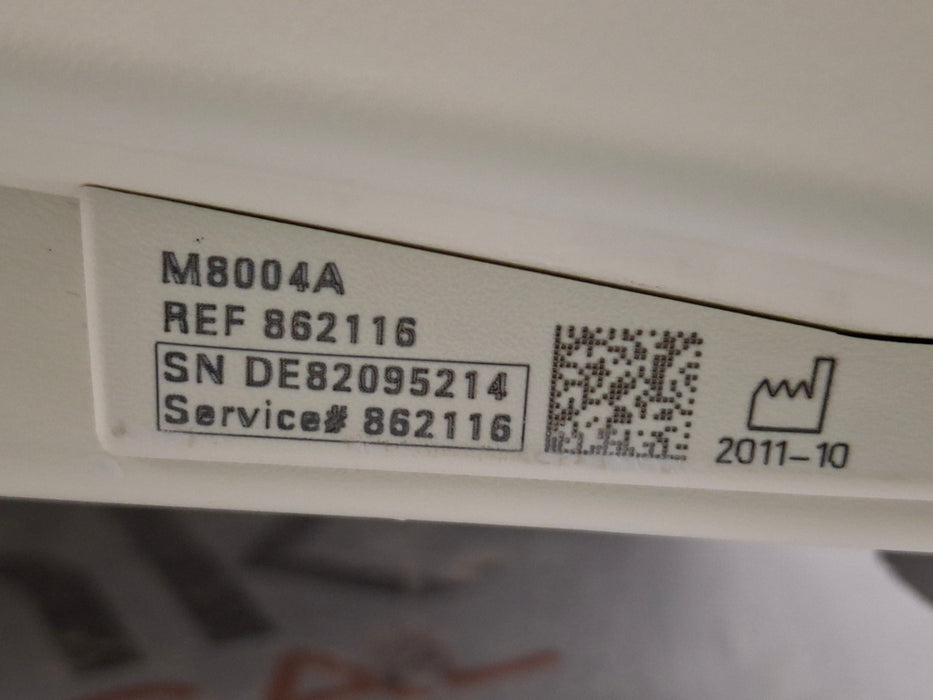 M8004A
REF 862116
SN DE82095214
Service# 862116
2011-10